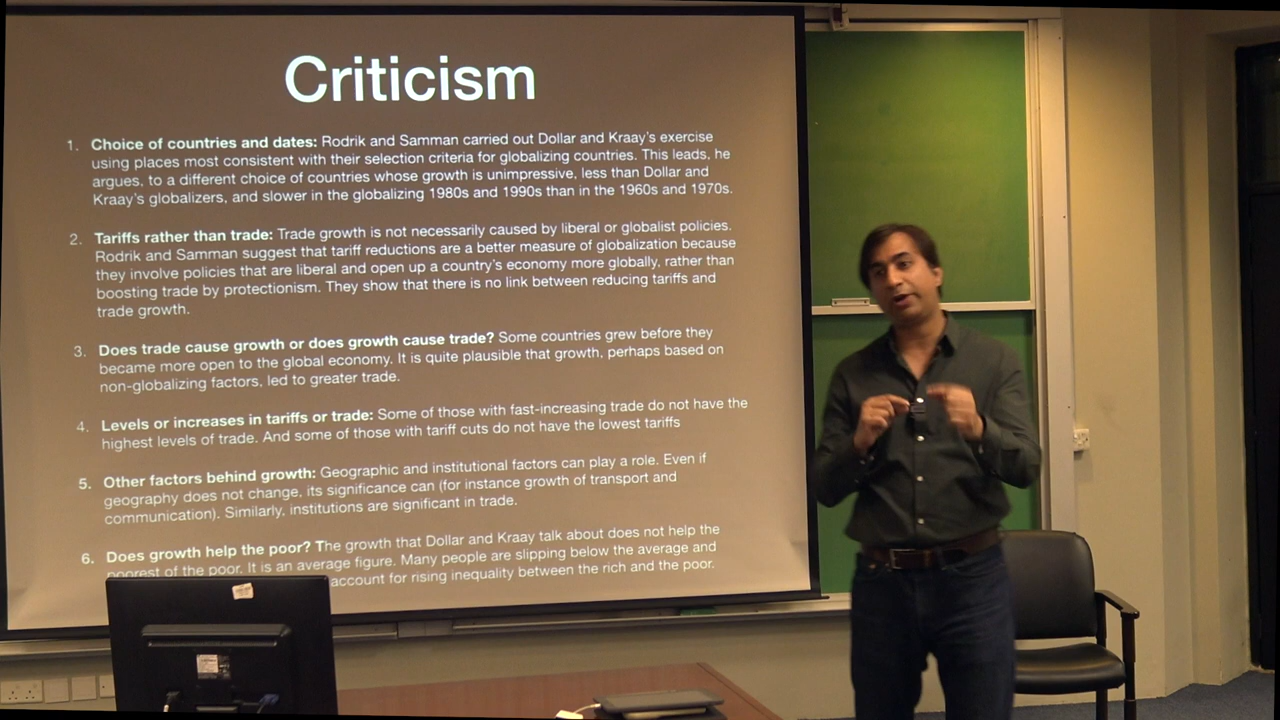 Criticism
1. Choice of countries and dates: Rodrik and Samman carried out Dollar and Kraay's exercise
using places most consistent with their selection criteria for globalizing countries. This leads, he
argues, to a different choice of countries whose growth is unimpressive, less than Dollar and
Kraay's globalizers, and slower in the globalizing 1980s and 1990s than in the 1960s and 1970s.
2. Tariffs rather than trade: Trade growth is not necessarily caused by liberal or globalist policies.
Rodrik and Samman suggest that tariff reductions are a better measure of globalization because
they involve policies that are liberal and open up a country's economy more globally, rather than
boosting trade by protectionism. They show that there is no link between reducing tariffs and
trade growth.
3. Does trade cause growth or does growth cause trade? Some countries grew before they
became more open to the global economy. It is quite plausible that growth, perhaps based on
non-globalizing factors, led to greater trade.
4. Levels or increases in tariffs or trade: Some of those with fast-increasing trade do not have the
highest levels of trade. And some of those with tariff cuts do not have the lowest tariffs
5. Other factors behind growth: Geographic and institutional factors can play a role. Even if
geography does not change, its significance can (for instance growth of transport and
communication). Similarly, institutions are significant in trade.
6. Does growth help the poor? The growth that Dollar and Kraay talk about does not help the
poorest of the poor. It is an average figure. Many people are slipping below the average and
account for rising inequality between the rich and the poor.